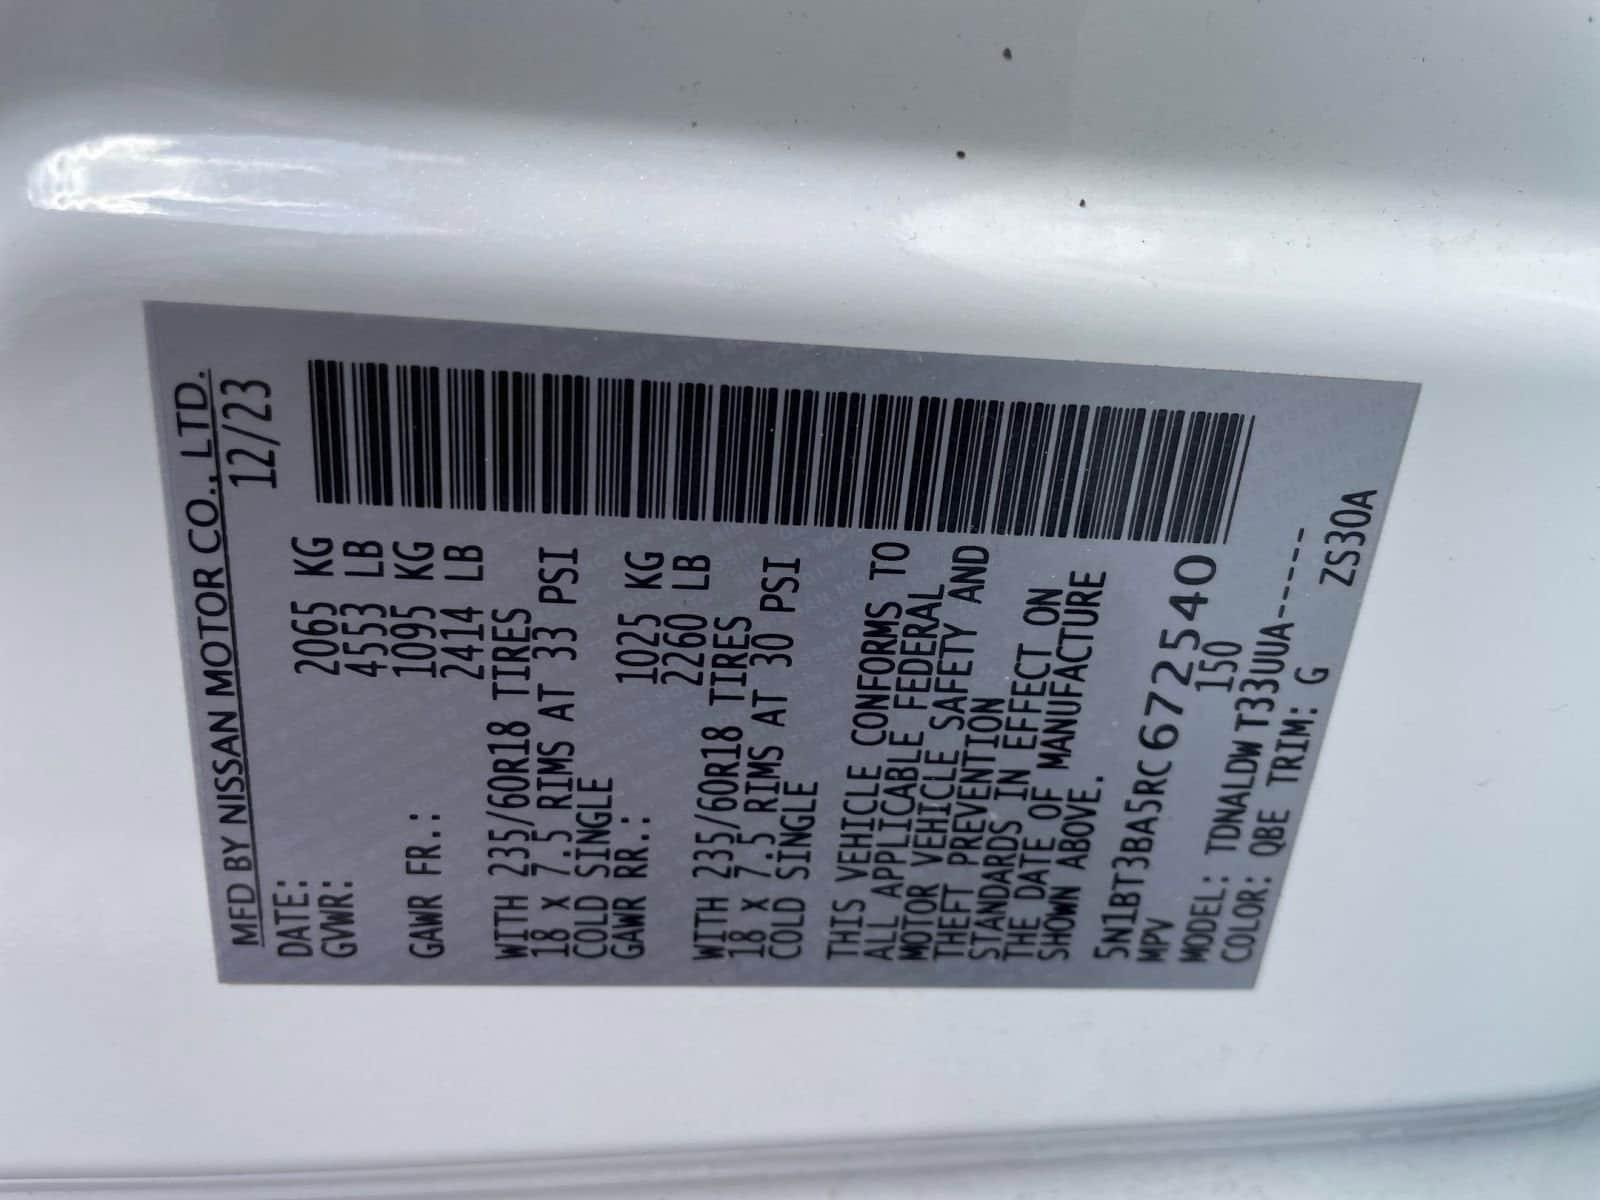 MFD BY NISSAN MOTOR CO., LTD.
DATE: 12/23
GVWR: 2065 KG
4553 LB
GAWR FR.: 1095 KG
2414 LB
WITH 235/60R18 TIRES
18 X 7.5 RIMS AT 33 PSI
COLD SINGLE
GAWR RR.: 1025 KG
2260 LB
WITH 235/60R18 TIRES
18 X 7.5 RIMS AT 30 PSI
COLD SINGLE
THIS VEHICLE CONFORMS TO
ALL APPLICABLE FEDERAL
MOTOR VEHICLE SAFETY AND
THEFT PREVENTION
STANDARDS IN EFFECT ON
THE DATE OF MANUFACTURE
SHOWN ABOVE.
5N1BT3BA5RC672540
MPV 150
MODEL: TDNALDWT33UUA-----
COLOR: QBE TRIM: G ZS30A